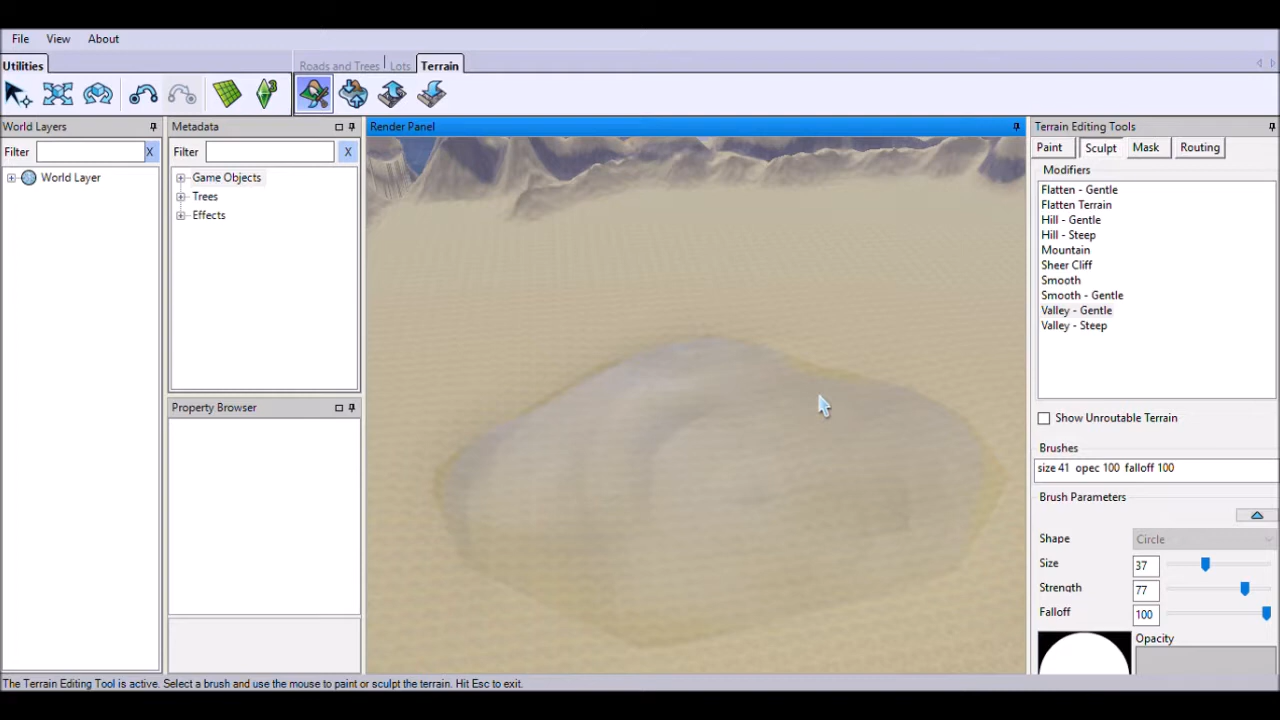 File View About
Utilities Roads and Trees Lots Terrain
World Layers Metadata Render Panel Terrain Editing Tools
Filter X Filter X Paint Sculpt Mask Routing
Modifiers
World Layer
Game Objects
Trees
Effects
Flatten - Gentle
Flatten Terrain
Hill - Gentle
Hill - Steep
Mountain
Sheer Cliff
Smooth
Smooth - Gentle
Valley - Gentle
Valley - Steep
Property Browser
Show Unroutable Terrain
Brushes
size 41 opec 100 falloff 100
Brush Parameters
Shape Circle
Size 37
Strength 77
Falloff 100
Opacity
The Terrain Editing Tool is active. Select a brush and use the mouse to paint or sculpt the terrain. Hit Esc to exit.